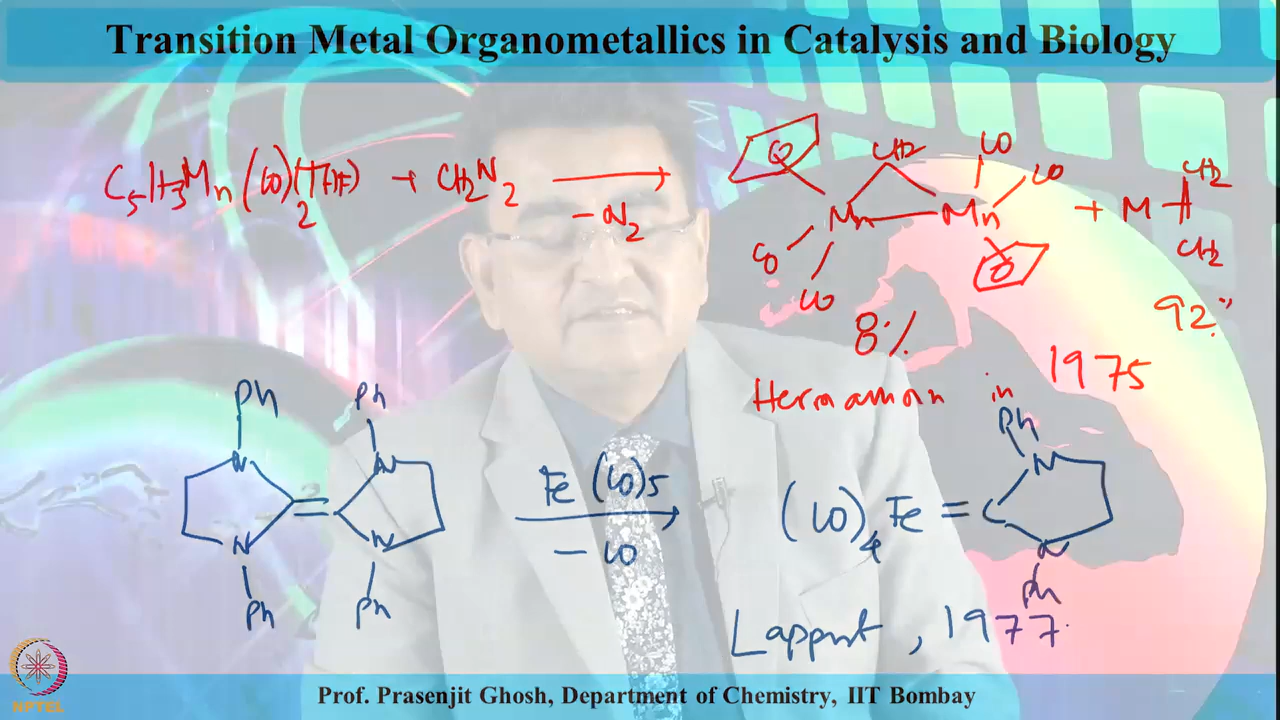 Transition Metal Organometallics in Catalysis and Biology
C5H3Mn(CO)2(THF) + CH2N2 → - N2
CH2
CO
CO
Mn Mn + M
CH2
CH2
CO
CO
8%
92%
Hermamman in 1975
Ph Ph
N N
N N
Ph Ph
Fe(CO)5
- CO
(CO)4Fe =
Ph
N
C
N
Ph
Lappert, 1977.
NPTEL
Prof. Prasenjit Ghosh, Department of Chemistry, IIT Bombay